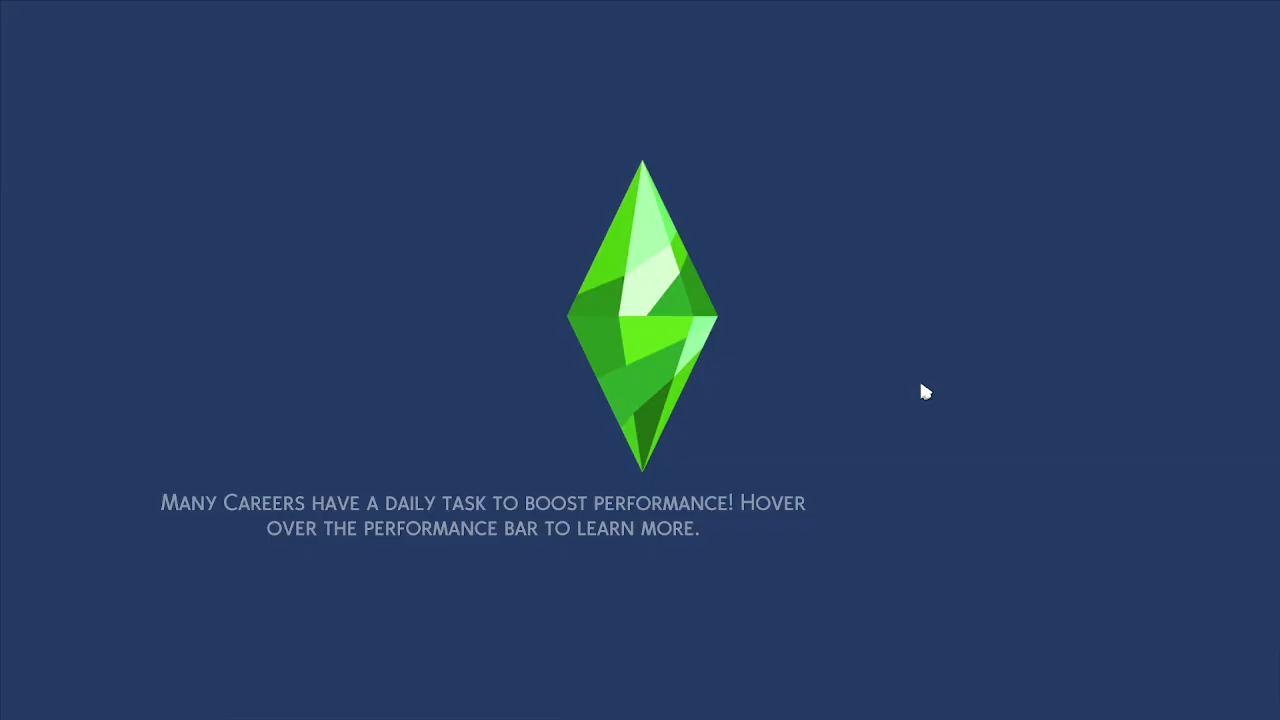 Many Careers have a daily task to boost performance! Hover
over the performance bar to learn more.